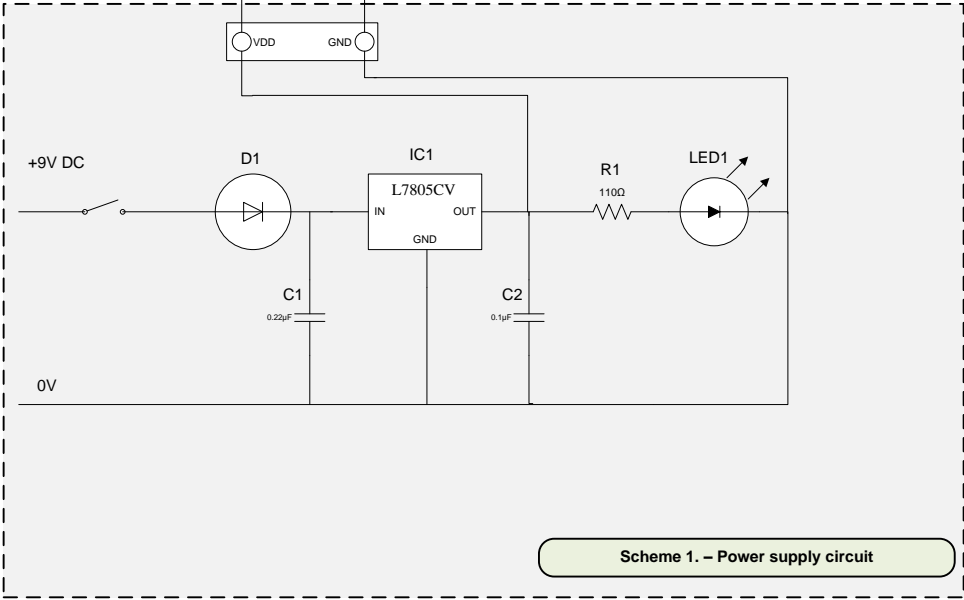 VDD
GND
+9V DC
D1
IC1
L7805CV
IN
OUT
GND
R1
110Ω
LED1
C1
0.22µF
C2
0.1µF
0V
Scheme 1. – Power supply circuit